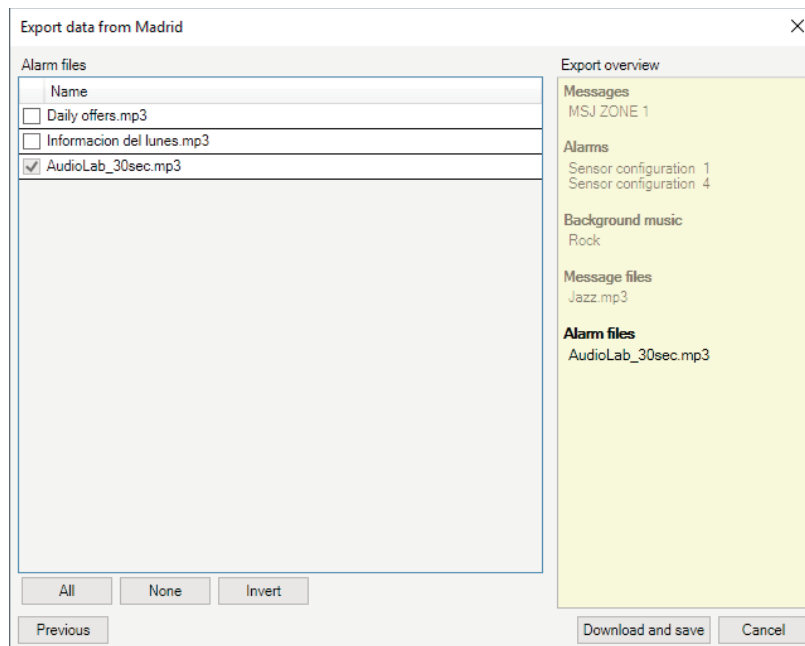 Export data from Madrid
Alarm files
Name
Daily offers.mp3
Informacion del lunes.mp3
AudioLab_30sec.mp3
All None Invert
Previous
Export overview
Messages
MSJ ZONE 1
Alarms
Sensor configuration 1
Sensor configuration 4
Background music
Rock
Message files
Jazz.mp3
Alarm files
AudioLab_30sec.mp3
Download and save Cancel